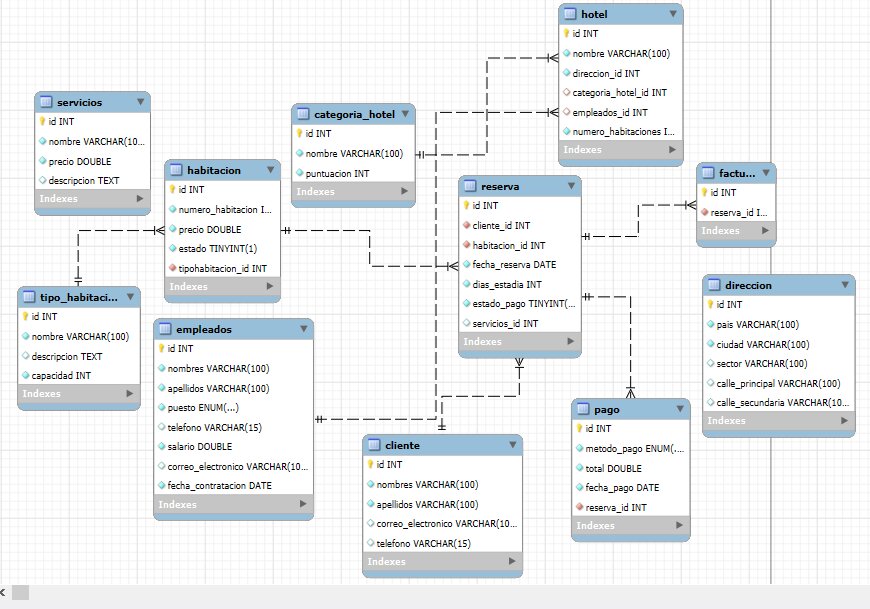 hotel
id INT
nombre VARCHAR(100)
direccion_id INT
categoria_hotel_id INT
empleados_id INT
numero_habitaciones I...
Indexes
servicios
id INT
nombre VARCHAR(10...
precio DOUBLE
descripcion TEXT
Indexes
categoria_hotel
id INT
nombre VARCHAR(100)
puntuacion INT
Indexes
habitacion
id INT
numero_habitacion I...
precio DOUBLE
estado TINYINT(1)
tipohabitacion_id INT
Indexes
reserva
id INT
cliente_id INT
habitacion_id INT
fecha_reserva DATE
dias_estadia INT
estado_pago TINYINT(...
servicios_id INT
Indexes
factu...
id INT
reserva_id I...
Indexes
direccion
id INT
pais VARCHAR(100)
ciudad VARCHAR(100)
sector VARCHAR(100)
calle_principal VARCHAR(100)
calle_secundaria VARCHAR(10...
Indexes
tipo_habitaci...
id INT
nombre VARCHAR(100)
descripcion TEXT
capacidad INT
Indexes
empleados
id INT
nombres VARCHAR(100)
apellidos VARCHAR(100)
puesto ENUM(...)
telefono VARCHAR(15)
salario DOUBLE
correo_electronico VARCHAR(10...
fecha_contratacion DATE
Indexes
cliente
id INT
nombres VARCHAR(100)
apellidos VARCHAR(100)
correo_electronico VARCHAR(10...
telefono VARCHAR(15)
Indexes
pago
id INT
metodo_pago ENUM(...
total DOUBLE
fecha_pago DATE
reserva_id INT
Indexes